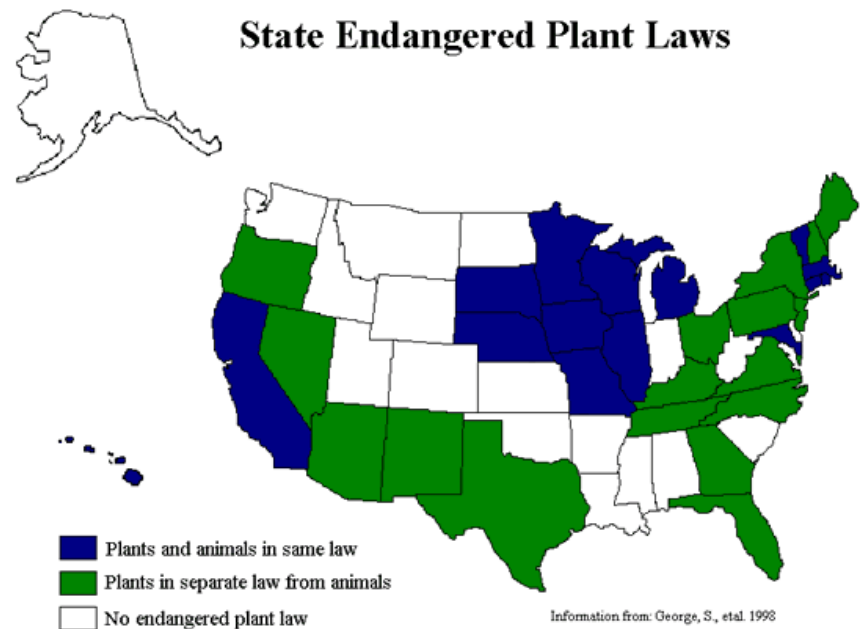 State Endangered Plant Laws
Plants and animals in same law
Plants in separate law from animals
No endangered plant law
Information from: George, S., etal. 1998